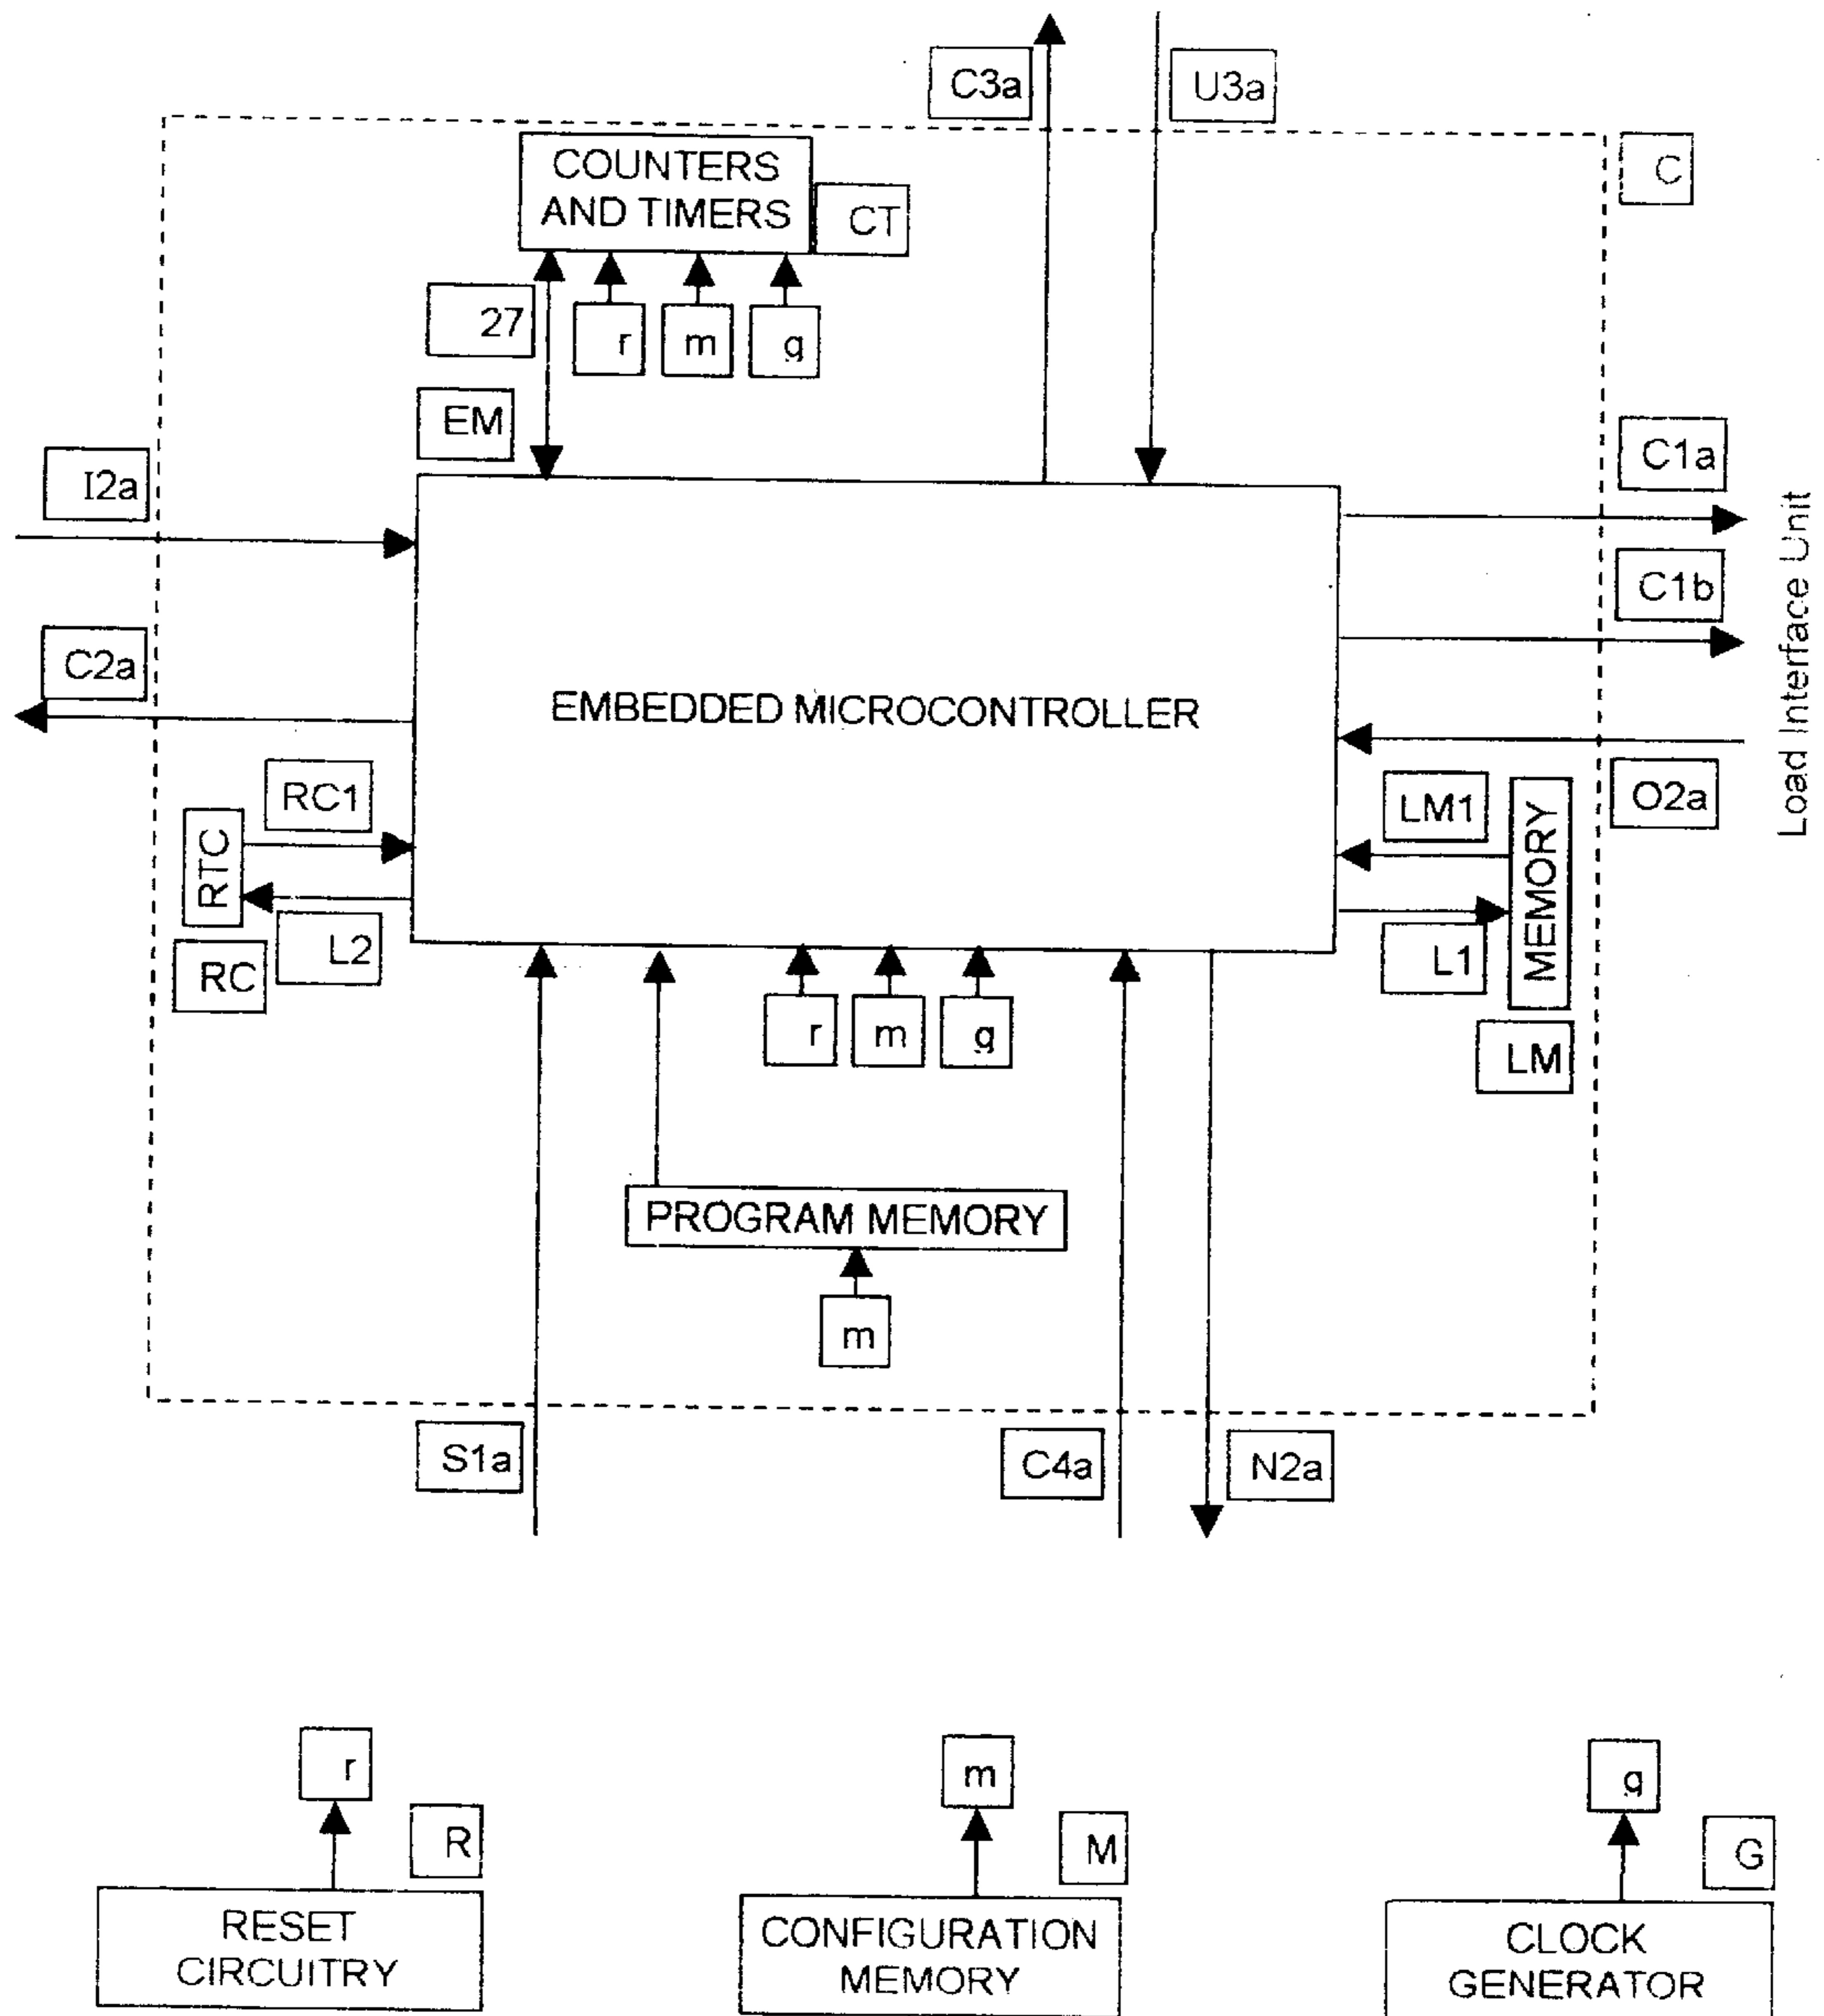 C3a
U3a
C
COUNTERS
AND TIMERS
CT
27
r
m
g
EM
I2a
C1a
C1b
C2a
EMBEDDED MICROCONTROLLER
Load Interface Unit
RC1
RTC
L2
RC
LM1
O2a
MEMORY
L1
LM
r
m
g
PROGRAM MEMORY
m
S1a
C4a
N2a
r
R
RESET
CIRCUITRY
m
M
CONFIGURATION
MEMORY
g
G
CLOCK
GENERATOR